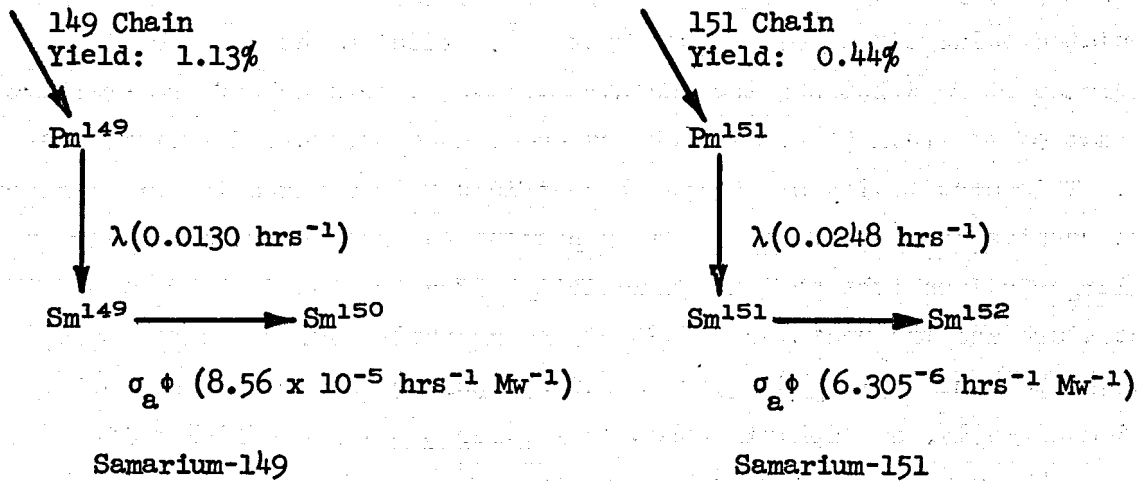 149 Chain
Yield: 1.13%
Pm¹⁴⁹
λ(0.0130 hrs⁻¹)
Sm¹⁴⁹
Sm¹⁵⁰
σₐϕ (8.56 x 10⁻⁵ hrs⁻¹ Mw⁻¹)
Samarium-149
151 Chain
Yield: 0.44%
Pm¹⁵¹
λ(0.0248 hrs⁻¹)
Sm¹⁵¹
Sm¹⁵²
σₐϕ (6.305⁻⁶ hrs⁻¹ Mw⁻¹)
Samarium-151